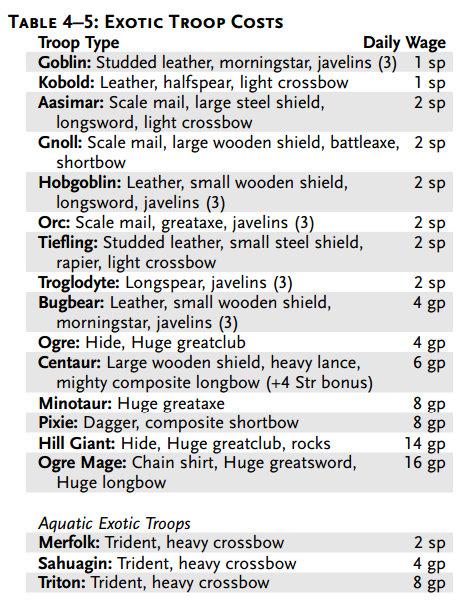 TABLE 4–5: EXOTIC TROOP COSTS
Troop Type Daily Wage
Goblin: Studded leather, morningstar, javelins (3) 1 sp
Kobold: Leather, halfspear, light crossbow 1 sp
Aasimar: Scale mail, large steel shield, 2 sp
longsword, light crossbow
Gnoll: Scale mail, large wooden shield, battleaxe, 2 sp
shortbow
Hobgoblin: Leather, small wooden shield, 2 sp
longsword, javelins (3)
Orc: Scale mail, greataxe, javelins (3) 2 sp
Tiefling: Studded leather, small steel shield, 2 sp
rapier, light crossbow
Troglodyte: Longspear, javelins (3) 2 sp
Bugbear: Leather, small wooden shield, 4 gp
morningstar, javelins (3)
Ogre: Hide, Huge greatclub 4 gp
Centaur: Large wooden shield, heavy lance, 6 gp
mighty composite longbow (+4 Str bonus)
Minotaur: Huge greataxe 8 gp
Pixie: Dagger, composite shortbow 8 gp
Hill Giant: Hide, Huge greatclub, rocks 14 gp
Ogre Mage: Chain shirt, Huge greatsword, 16 gp
Huge longbow
Aquatic Exotic Troops
Merfolk: Trident, heavy crossbow 2 sp
Sahuagin: Trident, heavy crossbow 4 gp
Triton: Trident, heavy crossbow 8 gp